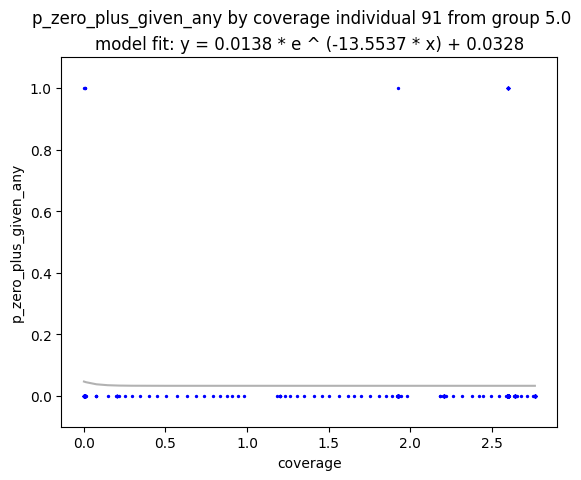 p_zero_plus_given_any by coverage individual 91 from group 5.0
model fit: y = 0.0138 * e ^ (-13.5537 * x) + 0.0328
1.0
0.8
0.6
0.4
0.2
0.0
p_zero_plus_given_any
0.0 0.5 1.0 1.5 2.0 2.5
coverage